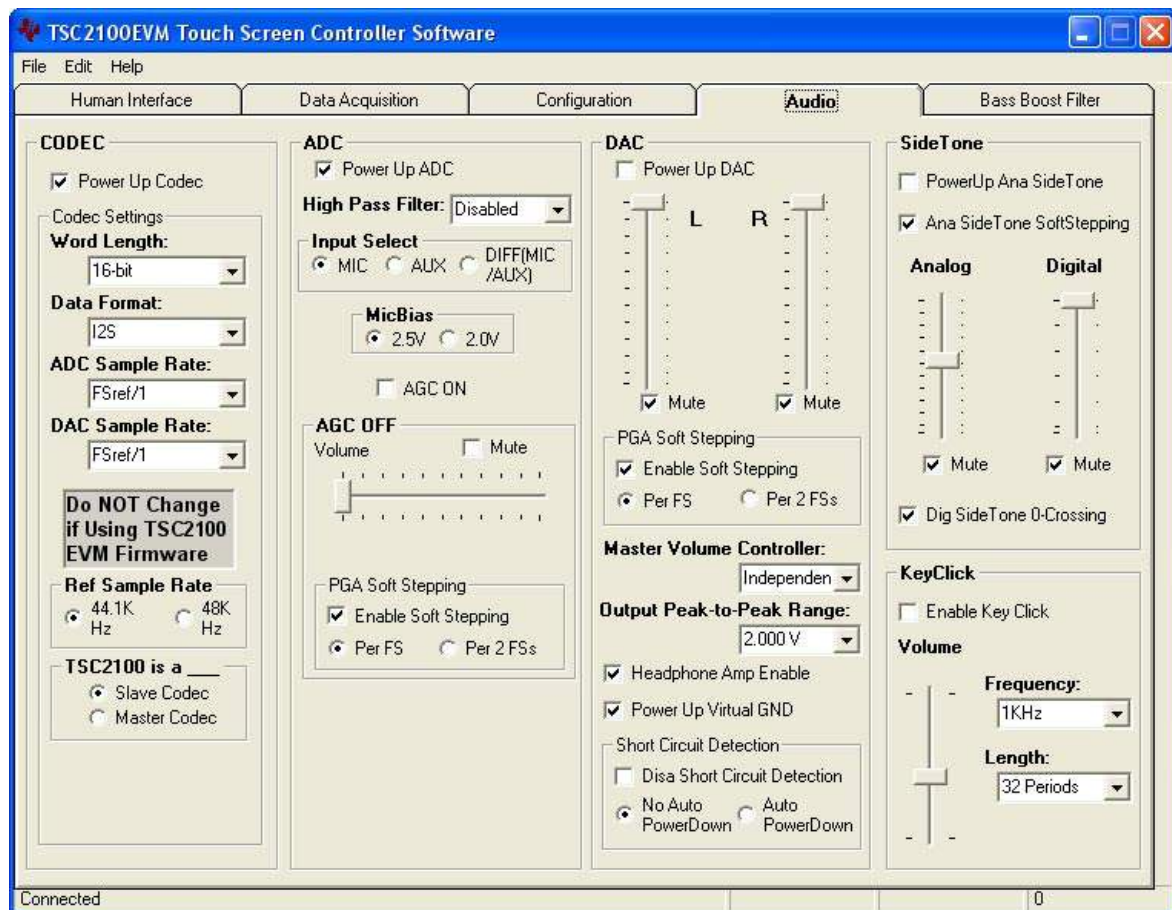 TSC2100EVM Touch Screen Controller Software
File Edit Help
Human Interface
Data Acquisition
Configuration
Audio
Bass Boost Filter
CODEC
Power Up Codec
Codec Settings
Word Length:
16-bit
Data Format:
I2S
ADC Sample Rate:
FSref/1
DAC Sample Rate:
FSref/1
Do NOT Change
if Using TSC2100
EVM Firmware
Ref Sample Rate
44.1K
Hz
48K
Hz
TSC2100 is a ___
Slave Codec
Master Codec
ADC
Power Up ADC
High Pass Filter:
Disabled
Input Select
MIC
AUX
DIFF(MIC
/AUX)
MicBias
2.5V
2.0V
AGC ON
AGC OFF
Volume
Mute
PGA Soft Stepping
Enable Soft Stepping
Per FS
Per 2 FSs
DAC
Power Up DAC
L
R
Mute
Mute
PGA Soft Stepping
Enable Soft Stepping
Per FS
Per 2 FSs
Master Volume Controller:
Independen
Output Peak-to-Peak Range:
2.000 V
Headphone Amp Enable
Power Up Virtual GND
Short Circuit Detection
Disa Short Circuit Detection
No Auto
PowerDown
Auto
PowerDown
SideTone
PowerUp Ana SideTone
Ana SideTone SoftStepping
Analog
Digital
Mute
Mute
Dig SideTone 0-Crossing
KeyClick
Enable Key Click
Volume
Frequency:
1KHz
Length:
32 Periods
Connected
0